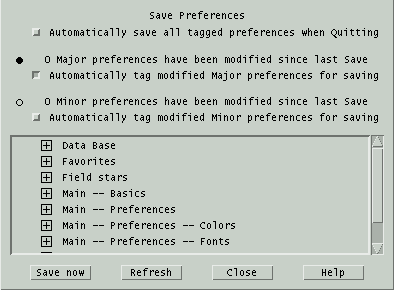 Save Preferences
Automatically save all tagged preferences when Quitting
0 Major preferences have been modified since last Save
Automatically tag modified Major preferences for saving
0 Minor preferences have been modified since last Save
Automatically tag modified Minor preferences for saving
Data Base
Favorites
Field stars
Main -- Basics
Main -- Preferences
Main -- Preferences -- Colors
Main -- Preferences -- Fonts
Save now
Refresh
Close
Help